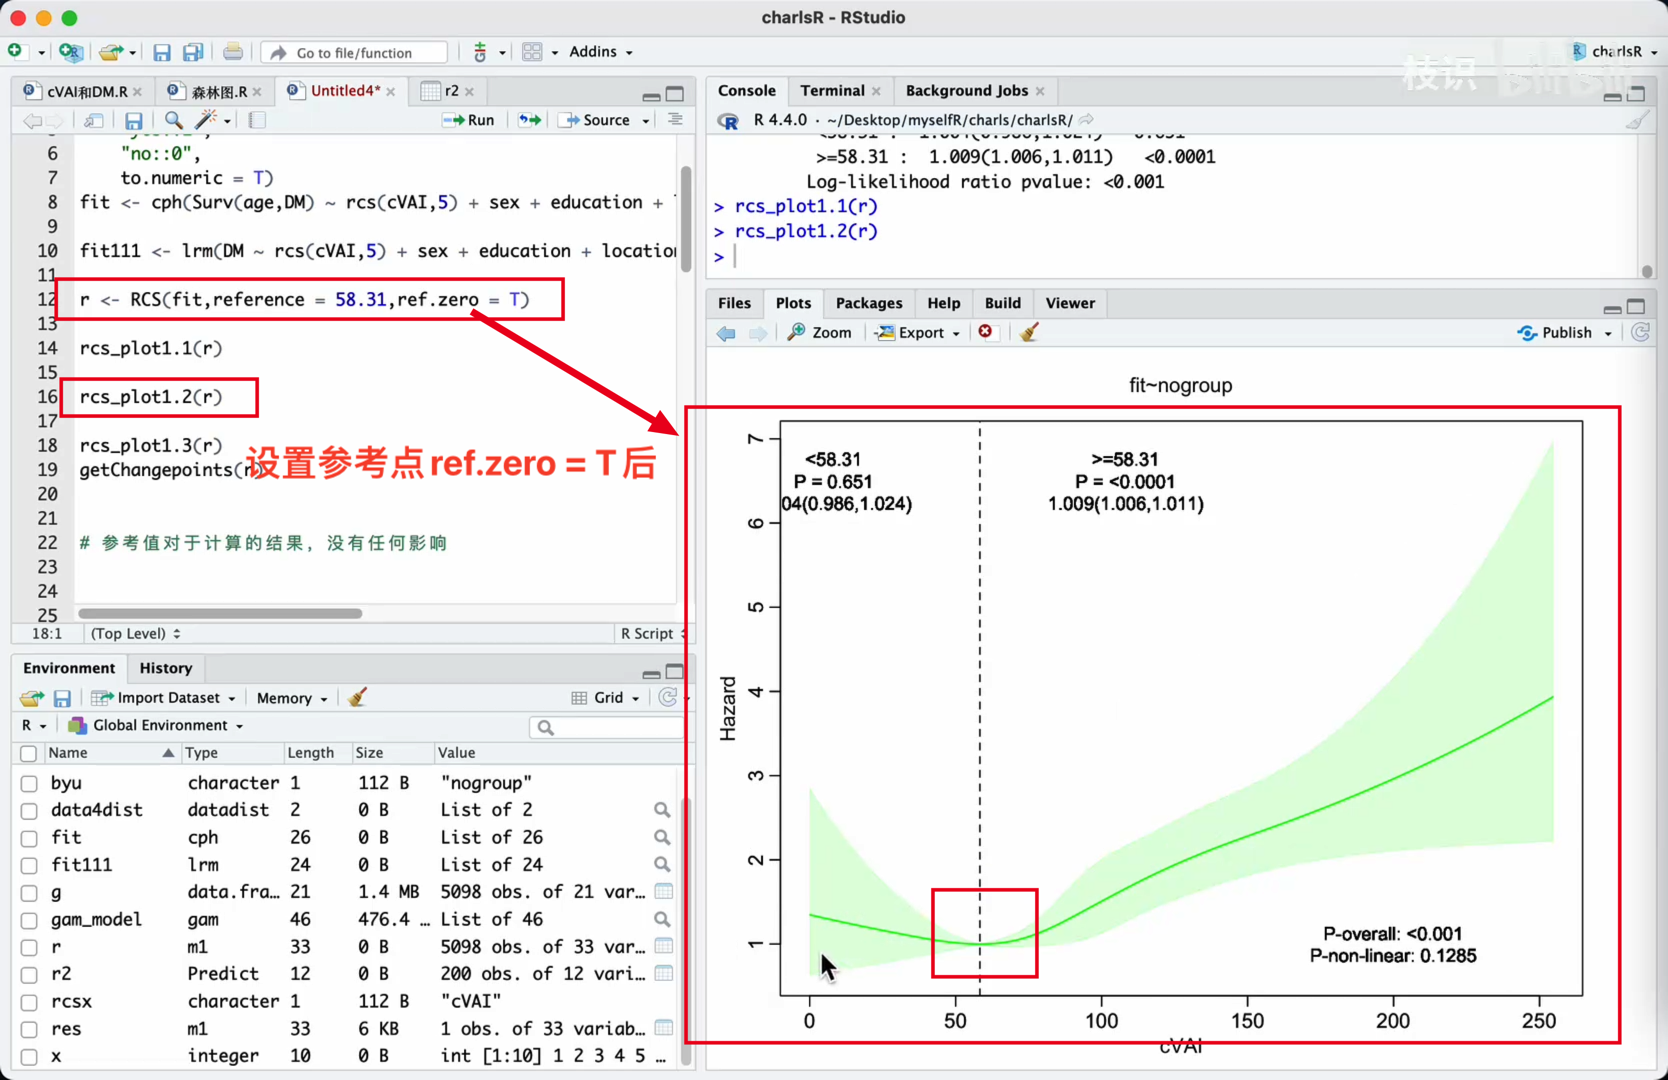 charlsR - RStudio
Go to file/function
Addins
charlsR
枝识
bilibili
cVAI和DM.R
森林图.R
Untitled4*
r2
Run
Source
6 "no::0",
7 to.numeric = T)
8 fit <- cph(Surv(age,DM) ~ rcs(cVAI,5) + sex + education +
9
10 fit111 <- lrm(DM ~ rcs(cVAI,5) + sex + education + location
11
12 r <- RCS(fit,reference = 58.31,ref.zero = T)
13
14 rcs_plot1.1(r)
15
16 rcs_plot1.2(r)
17
18 rcs_plot1.3(r)
19 getChangepoints(r)
设置参考点ref.zero = T后
20
21
22 # 参考值对于计算的结果，没有任何影响
23
24
25
18:1 (Top Level) R Script
Environment History
Import Dataset Memory Grid
R Global Environment
Name Type Length Size Value
byu character 1 112 B "nogroup"
data4dist datadist 2 0 B List of 2
fit cph 26 0 B List of 26
fit111 lrm 24 0 B List of 24
g data.fra… 21 1.4 MB 5098 obs. of 21 var…
gam_model gam 46 476.4 … List of 46
r m1 33 0 B 5098 obs. of 33 var…
r2 Predict 12 0 B 200 obs. of 12 vari…
rcsx character 1 112 B "cVAI"
res m1 33 6 KB 1 obs. of 33 variab…
x integer 10 0 B int [1:10] 1 2 3 4 5 …
Console Terminal Background Jobs
R 4.4.0 · ~/Desktop/myselfR/charls/charlsR/
>=58.31 : 1.009(1.006,1.011) <0.0001
Log-likelihood ratio pvalue: <0.001
> rcs_plot1.1(r)
> rcs_plot1.2(r)
>
Files Plots Packages Help Build Viewer
Zoom Export Publish
fit~nogroup
<58.31
P = 0.651
04(0.986,1.024)
>=58.31
P = <0.0001
1.009(1.006,1.011)
7
6
5
4
3
2
1
Hazard
P-overall: <0.001
P-non-linear: 0.1285
0 50 100 150 200 250
cVAI